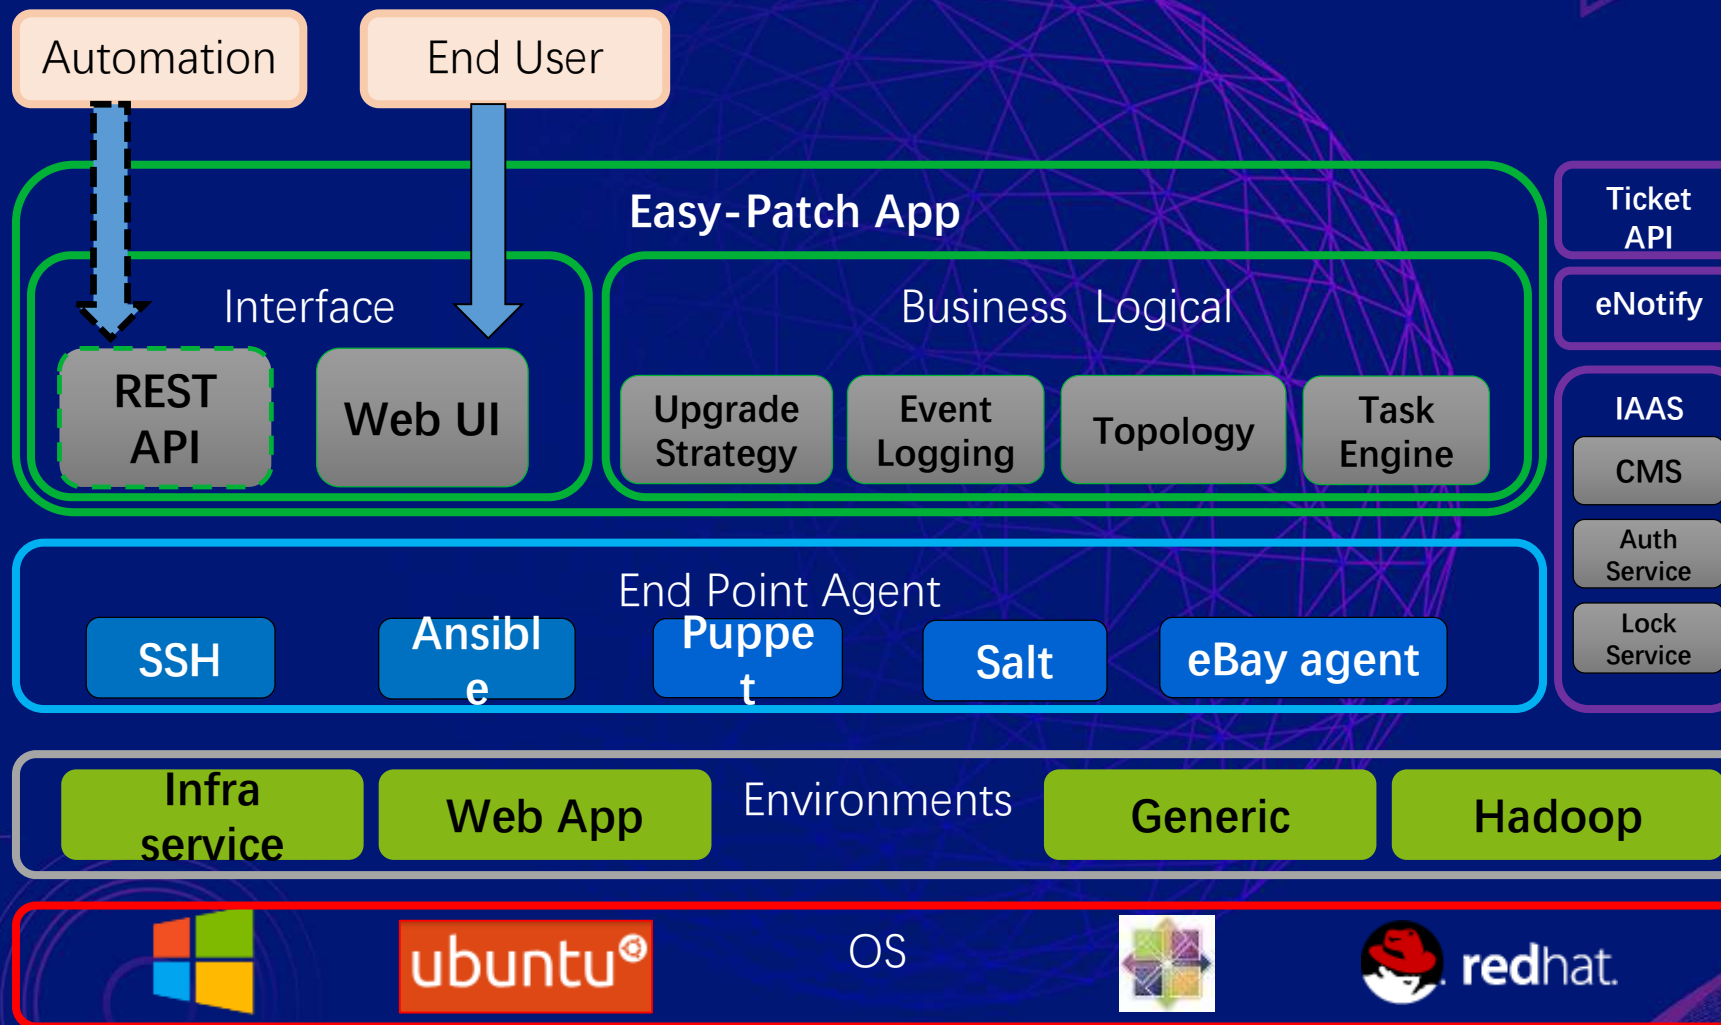 Automation
End User
Easy-Patch App
Interface
Business Logical
REST
API
Web UI
Upgrade
Strategy
Event
Logging
Topology
Task
Engine
Ticket
API
eNotify
IAAS
CMS
Auth
Service
Lock
Service
End Point Agent
SSH
Ansibl
e
Puppe
t
Salt
eBay agent
Infra
service
Web App
Environments
Generic
Hadoop
ubuntu®
OS
redhat.